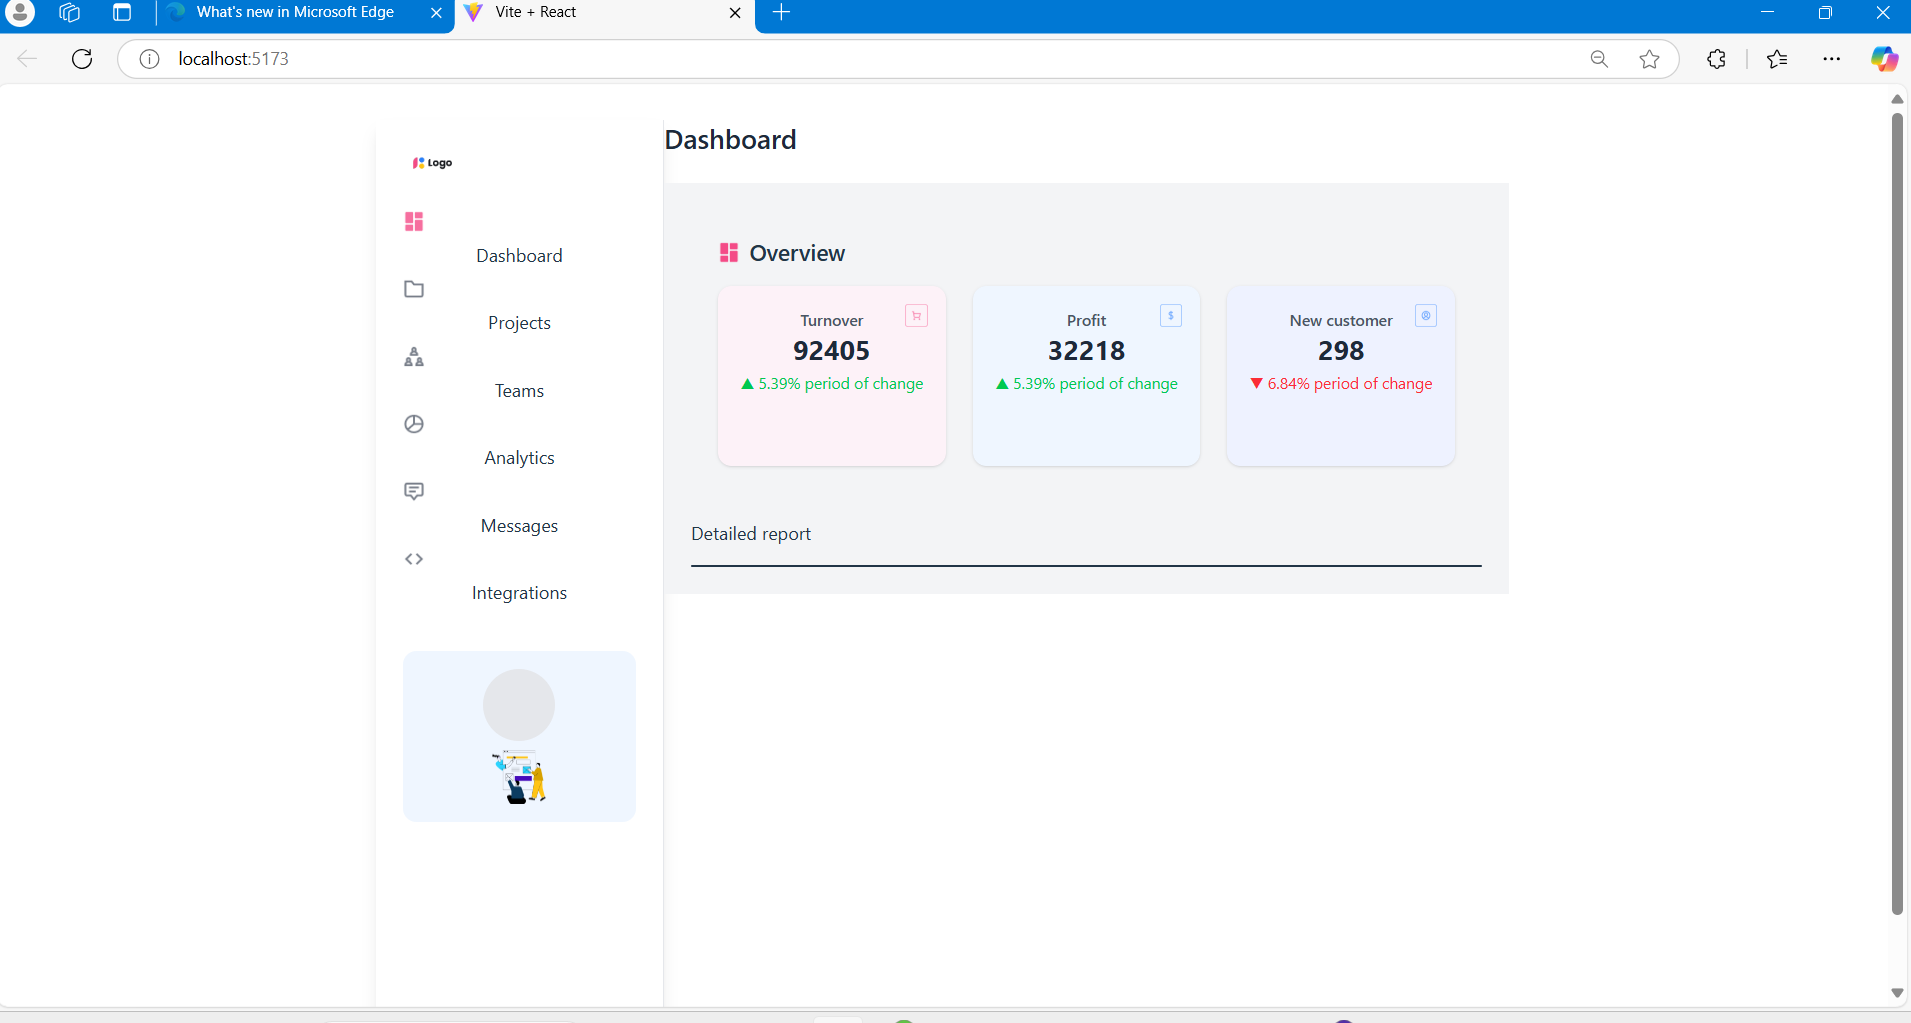 What's new in Microsoft Edge
Vite + React
localhost:5173
Logo
Dashboard
Projects
Teams
Analytics
Messages
Integrations
Dashboard
Overview
Turnover
92405
▲ 5.39% period of change
Profit
$
32218
▲ 5.39% period of change
New customer
298
▼ 6.84% period of change
Detailed report